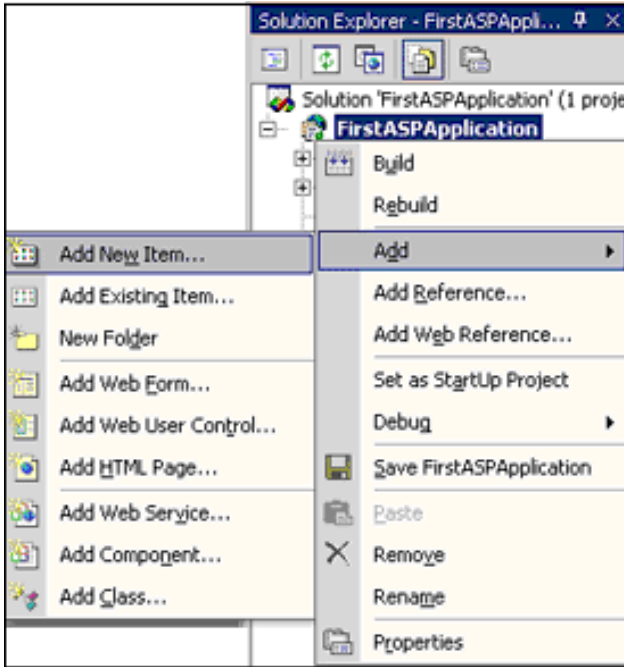 Solution Explorer - FirstASPAppli...
Solution 'FirstASPApplication' (1 proje
FirstASPApplication
Build
Rebuild
Add
Add Reference...
Add Web Reference...
Set as StartUp Project
Debug
Save FirstASPApplication
Paste
Remove
Rename
Properties
Add New Item...
Add Existing Item...
New Folder
Add Web Form...
Add Web User Control...
Add HTML Page...
Add Web Service...
Add Component...
Add Class...